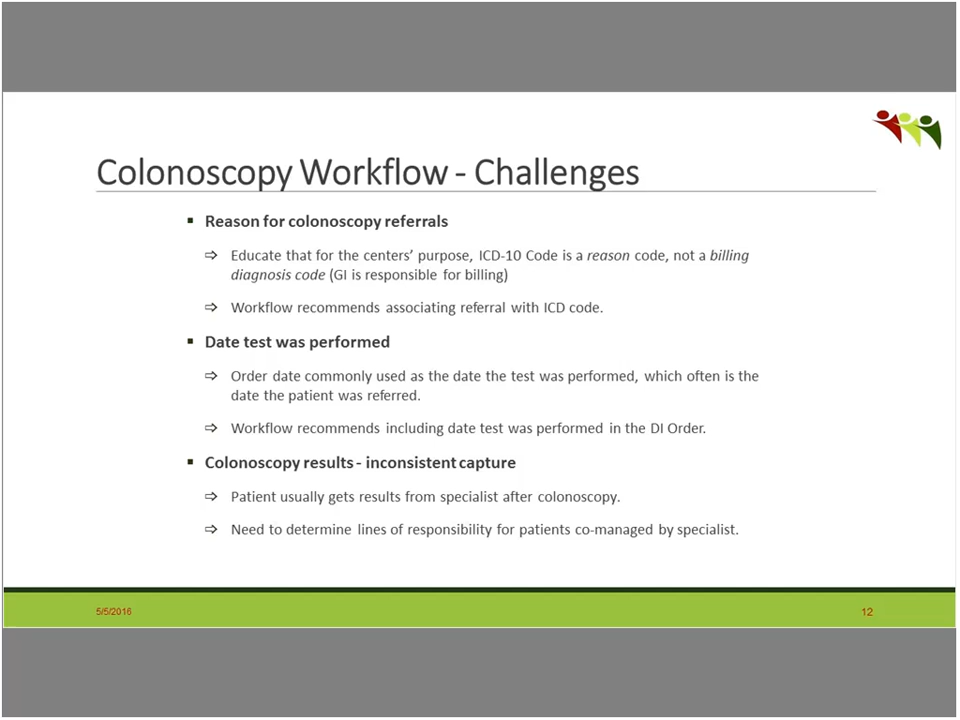 Colonoscopy Workflow - Challenges
▪ Reason for colonoscopy referrals
⇨ Educate that for the centers’ purpose, ICD-10 Code is a reason code, not a billing
diagnosis code (GI is responsible for billing)
⇨ Workflow recommends associating referral with ICD code.
▪ Date test was performed
⇨ Order date commonly used as the date the test was performed, which often is the
date the patient was referred.
⇨ Workflow recommends including date test was performed in the DI Order.
▪ Colonoscopy results - inconsistent capture
⇨ Patient usually gets results from specialist after colonoscopy.
⇨ Need to determine lines of responsibility for patients co-managed by specialist.
5/5/2016
12